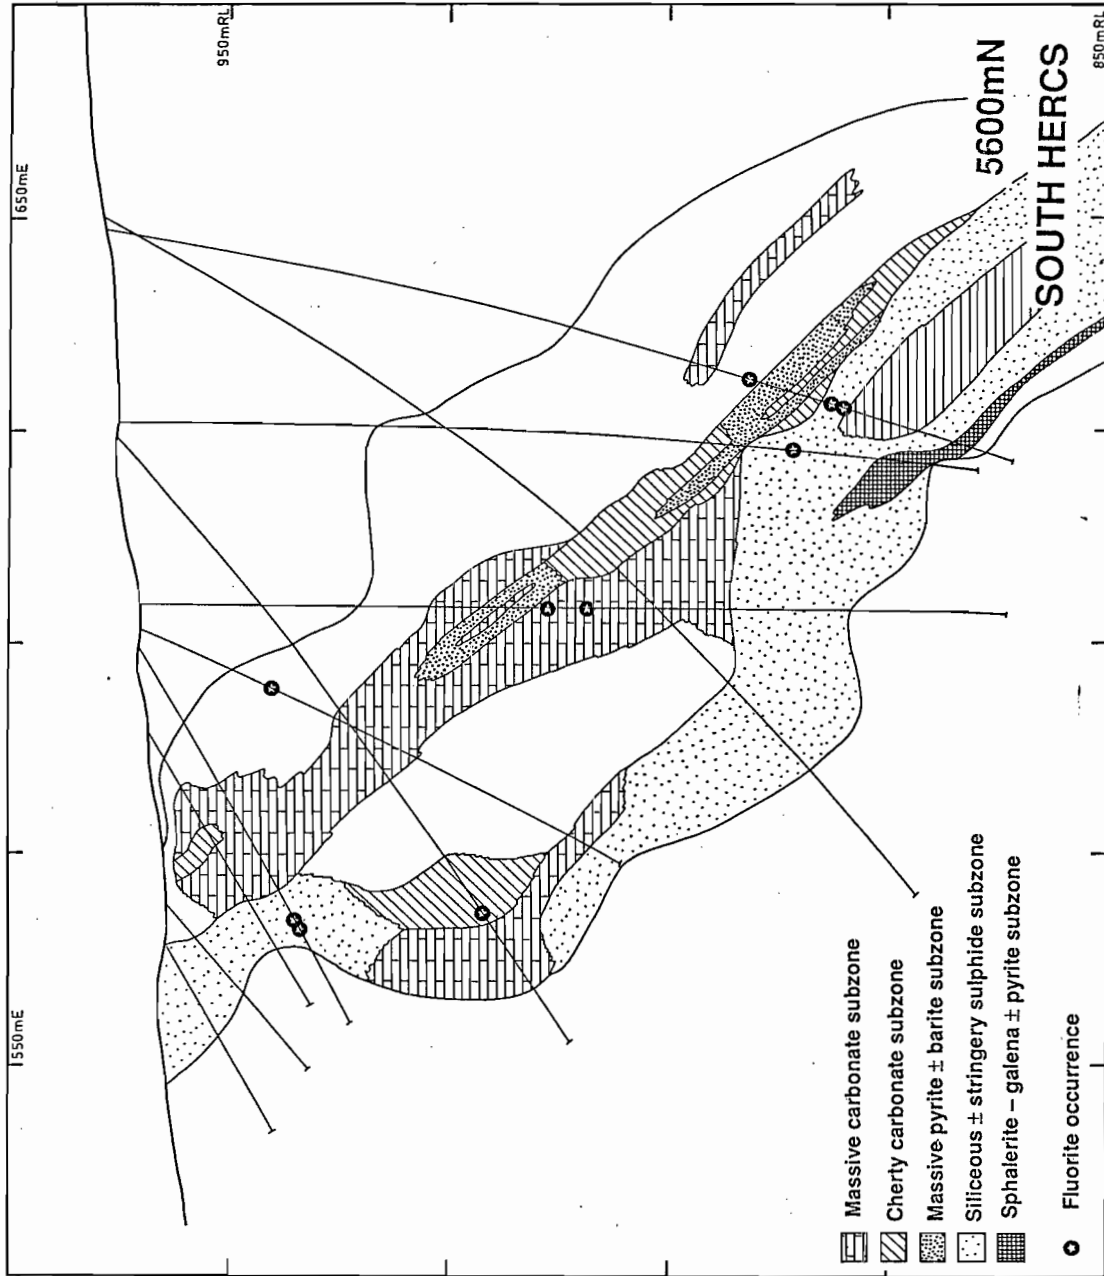 650mE
550mE
950mRL
850mRL
5600mN
SOUTH HERCS
Massive carbonate subzone
Cherty carbonate subzone
Massive pyrite ± barite subzone
Siliceous ± stringery sulphide subzone
Sphalerite – galena ± pyrite subzone
Fluorite occurrence